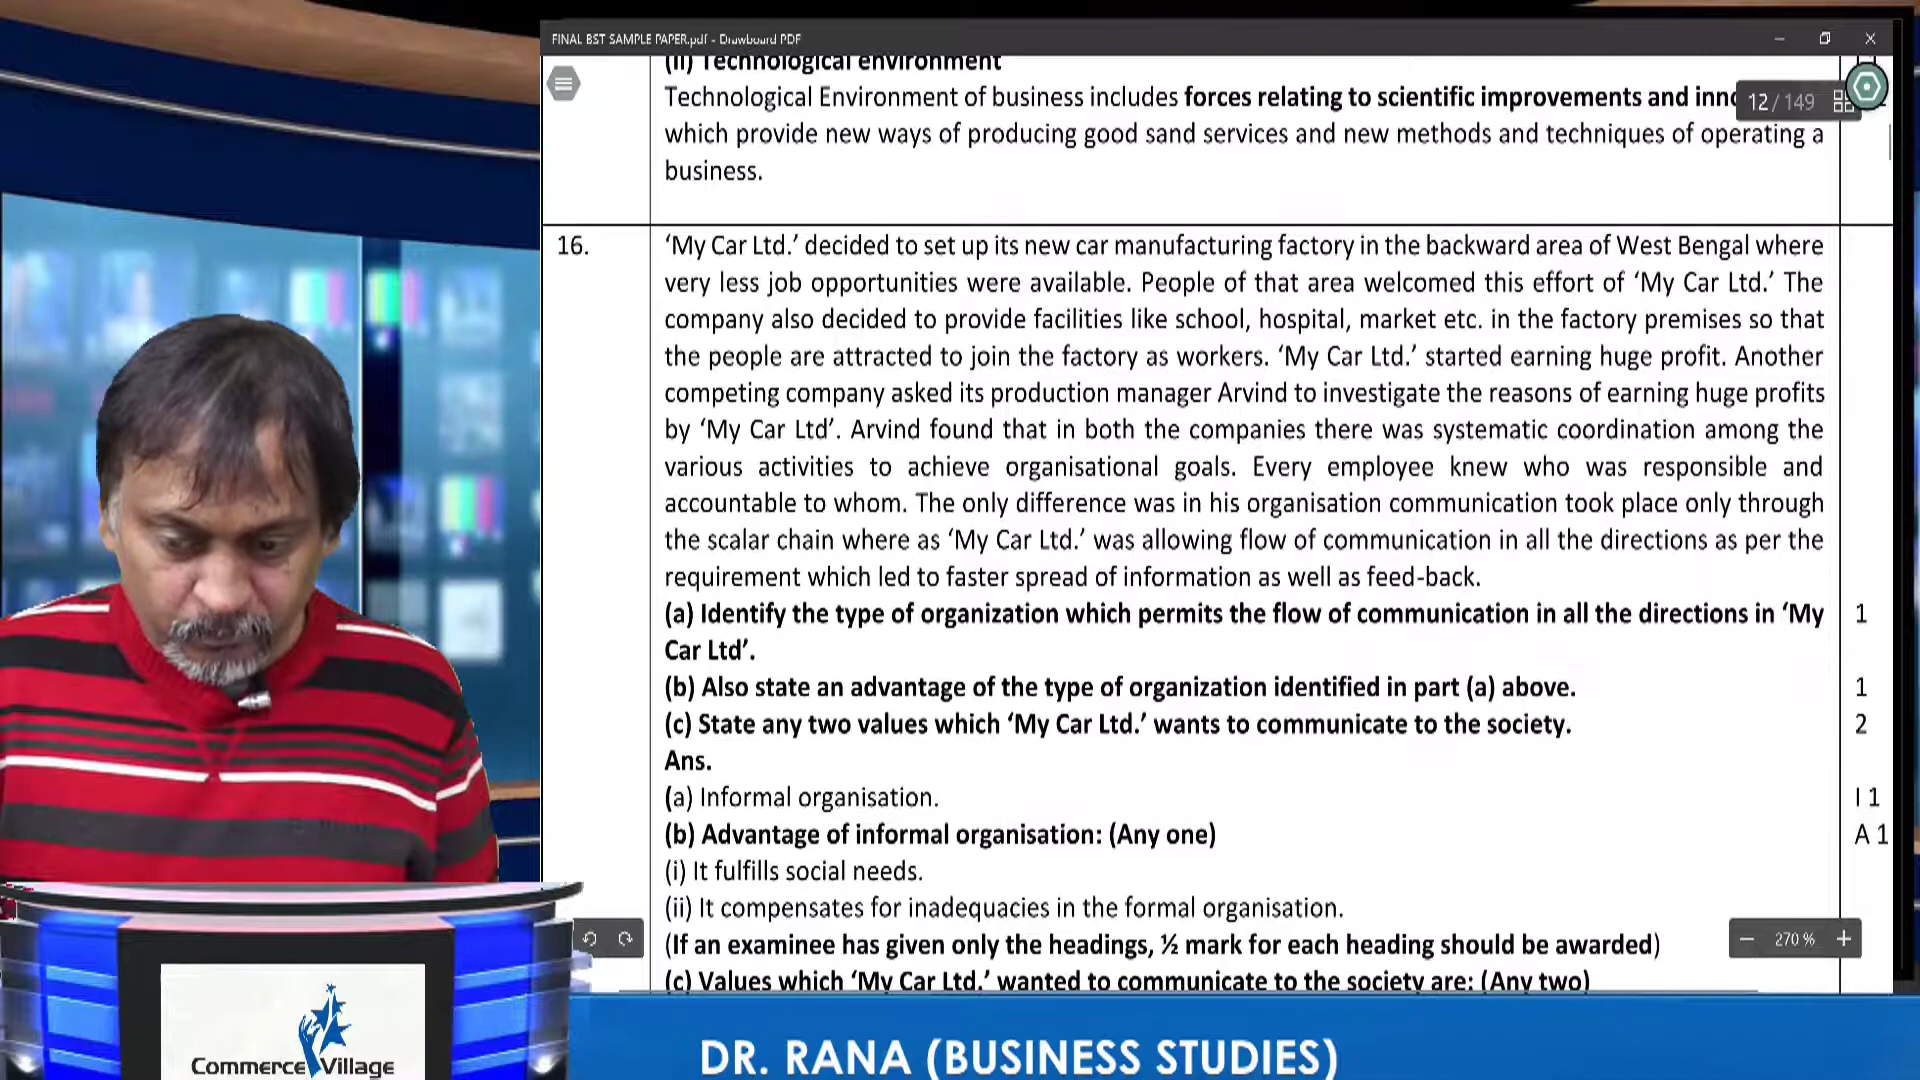 FINAL BST SAMPLE PAPER.pdf - Drawboard PDF
(ii) Technological environment
Technological Environment of business includes forces relating to scientific improvements and inno
12 / 149
which provide new ways of producing good sand services and new methods and techniques of operating a
business.
16.
‘My Car Ltd.’ decided to set up its new car manufacturing factory in the backward area of West Bengal where
very less job opportunities were available. People of that area welcomed this effort of ‘My Car Ltd.’ The
company also decided to provide facilities like school, hospital, market etc. in the factory premises so that
the people are attracted to join the factory as workers. ‘My Car Ltd.’ started earning huge profit. Another
competing company asked its production manager Arvind to investigate the reasons of earning huge profits
by ‘My Car Ltd’. Arvind found that in both the companies there was systematic coordination among the
various activities to achieve organisational goals. Every employee knew who was responsible and
accountable to whom. The only difference was in his organisation communication took place only through
the scalar chain where as ‘My Car Ltd.’ was allowing flow of communication in all the directions as per the
requirement which led to faster spread of information as well as feed-back.
(a) Identify the type of organization which permits the flow of communication in all the directions in ‘My 1
Car Ltd’.
(b) Also state an advantage of the type of organization identified in part (a) above. 1
(c) State any two values which ‘My Car Ltd.’ wants to communicate to the society. 2
Ans.
(a) Informal organisation. I 1
(b) Advantage of informal organisation: (Any one) A 1
(i) It fulfills social needs.
(ii) It compensates for inadequacies in the formal organisation.
(If an examinee has given only the headings, ½ mark for each heading should be awarded)
270 %
(c) Values which ‘My Car Ltd.’ wanted to communicate to the society are: (Any two)
Commerce Village
DR. RANA (BUSINESS STUDIES)